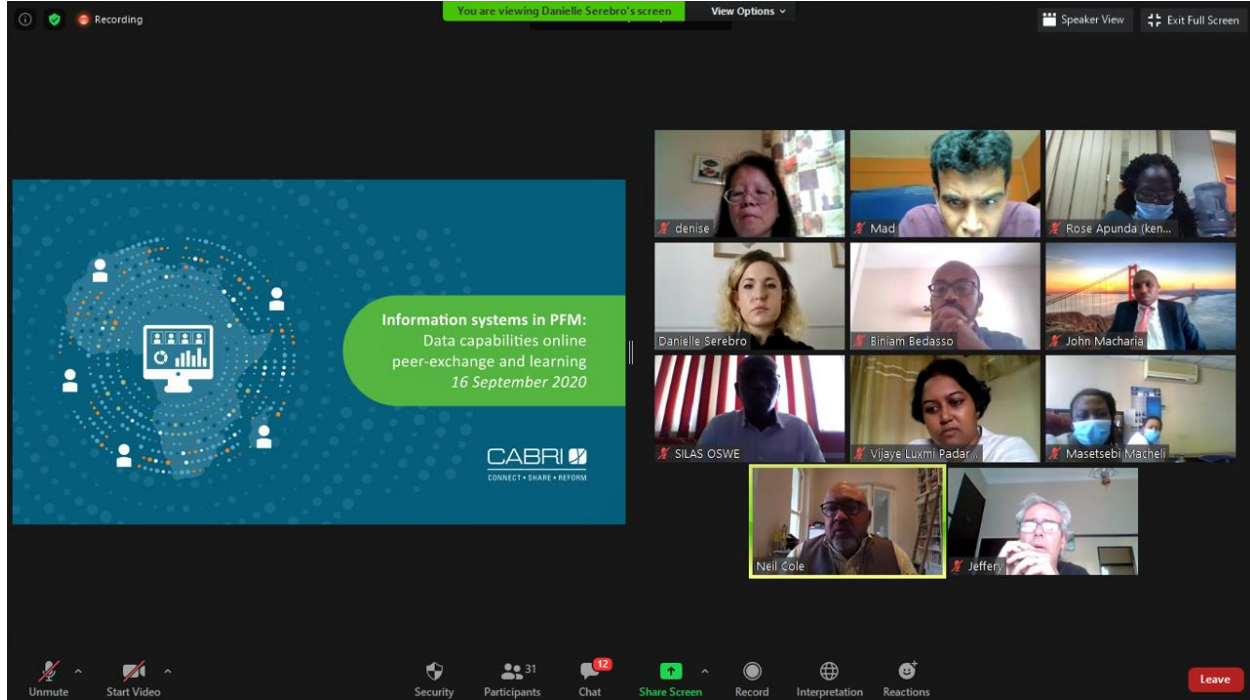 Recording
You are viewing Danielle Serebro's screen
View Options
Speaker View
Exit Full Screen
Information systems in PFM:
Data capabilities online
peer-exchange and learning
16 September 2020
CABRI
CONNECT • SHARE • REFORM
denise
Mad
Rose Apunda (ken...
Danielle Serebro
Biniam Bedasso
John Macharia
SILAS OSWE
Vijaye Luxmi Padar...
Masetsebi Macheli
Neil Cole
Jeffery
Unmute
Start Video
Security
31
Participants
12
Chat
Share Screen
Record
Interpretation
Reactions
Leave